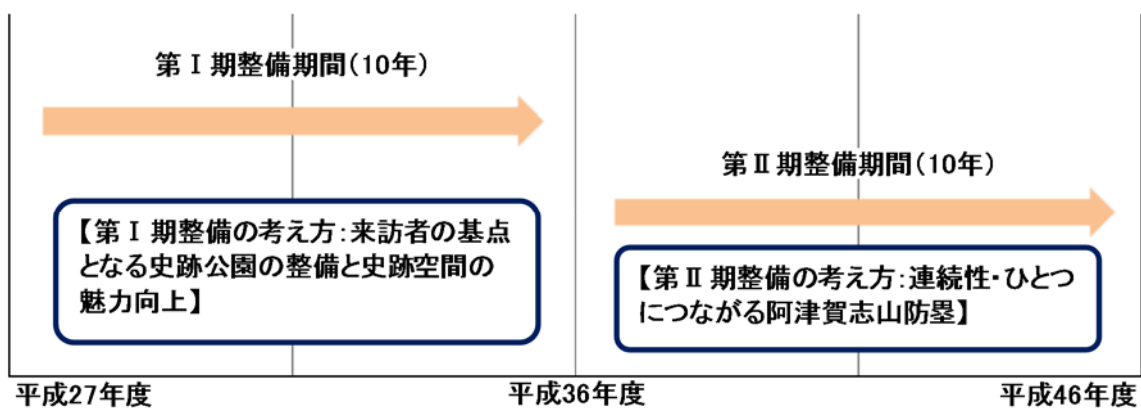 第Ⅰ期整備期間(10年)
第Ⅱ期整備期間(10年)
【第Ⅰ期整備の考え方:来訪者の基点
となる史跡公園の整備と史跡空間の
魅力向上】
【第Ⅱ期整備の考え方:連続性・ひとつ
につながる阿津賀志山防塁】
平成27年度
平成36年度
平成46年度